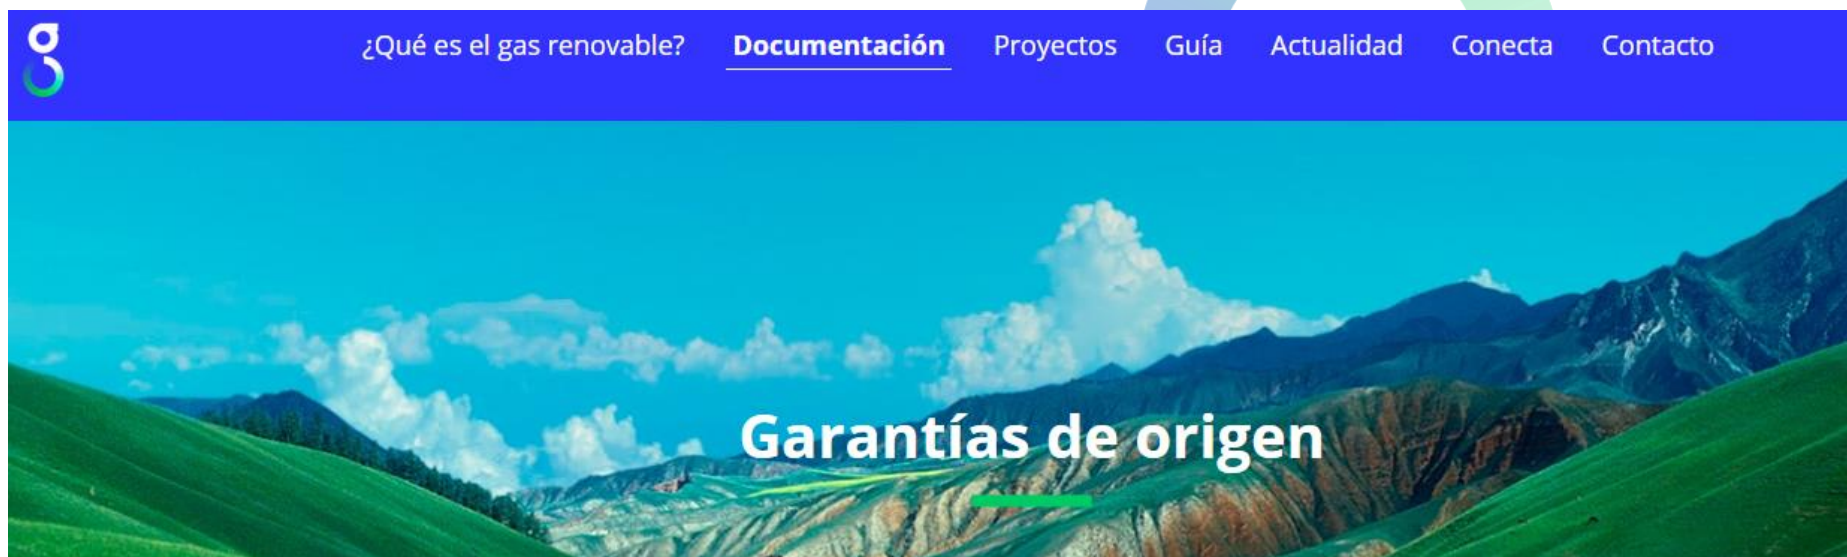 g
¿Qué es el gas renovable? Documentación Proyectos Guía Actualidad Conecta Contacto
Garantías de origen